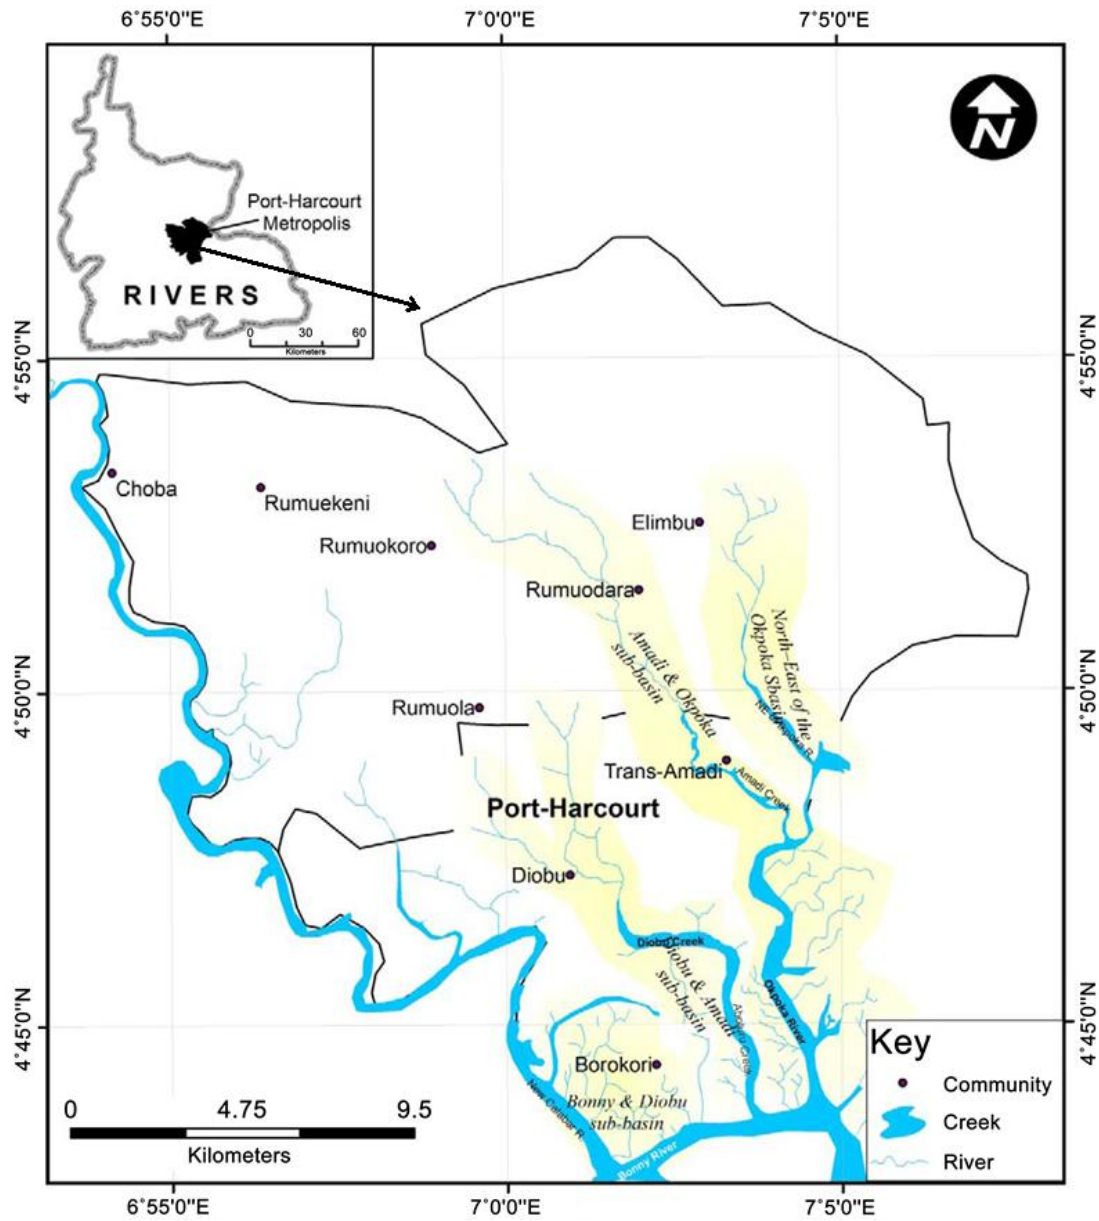 6°55'0"E
7°0'0"E
7°5'0"E
N
Port-Harcourt
Metropolis
RIVERS
0 30 60
Kilometers
4°55'0"N
4°55'0"N
Choba
Rumuekeni
Rumuokoro
Elimbu
Rumuodara
North-East of the
Okpoka Sbasin
Amadi & Okpoka
sub-basin
4°50'0"N
4°50'0"N
Rumuola
NE Okpoka R.
Trans-Amadi
Amadi Creek
Port-Harcourt
Diobu
Diobu Creek
Diobu & Amadi
sub-basin
Okpoka River
Creek
4°45'0"N
4°45'0"N
Borokori
New Calabar R.
Bonny & Diobu
sub-basin
Bonny River
Key
Community
Creek
River
0 4.75 9.5
Kilometers
6°55'0"E
7°0'0"E
7°5'0"E